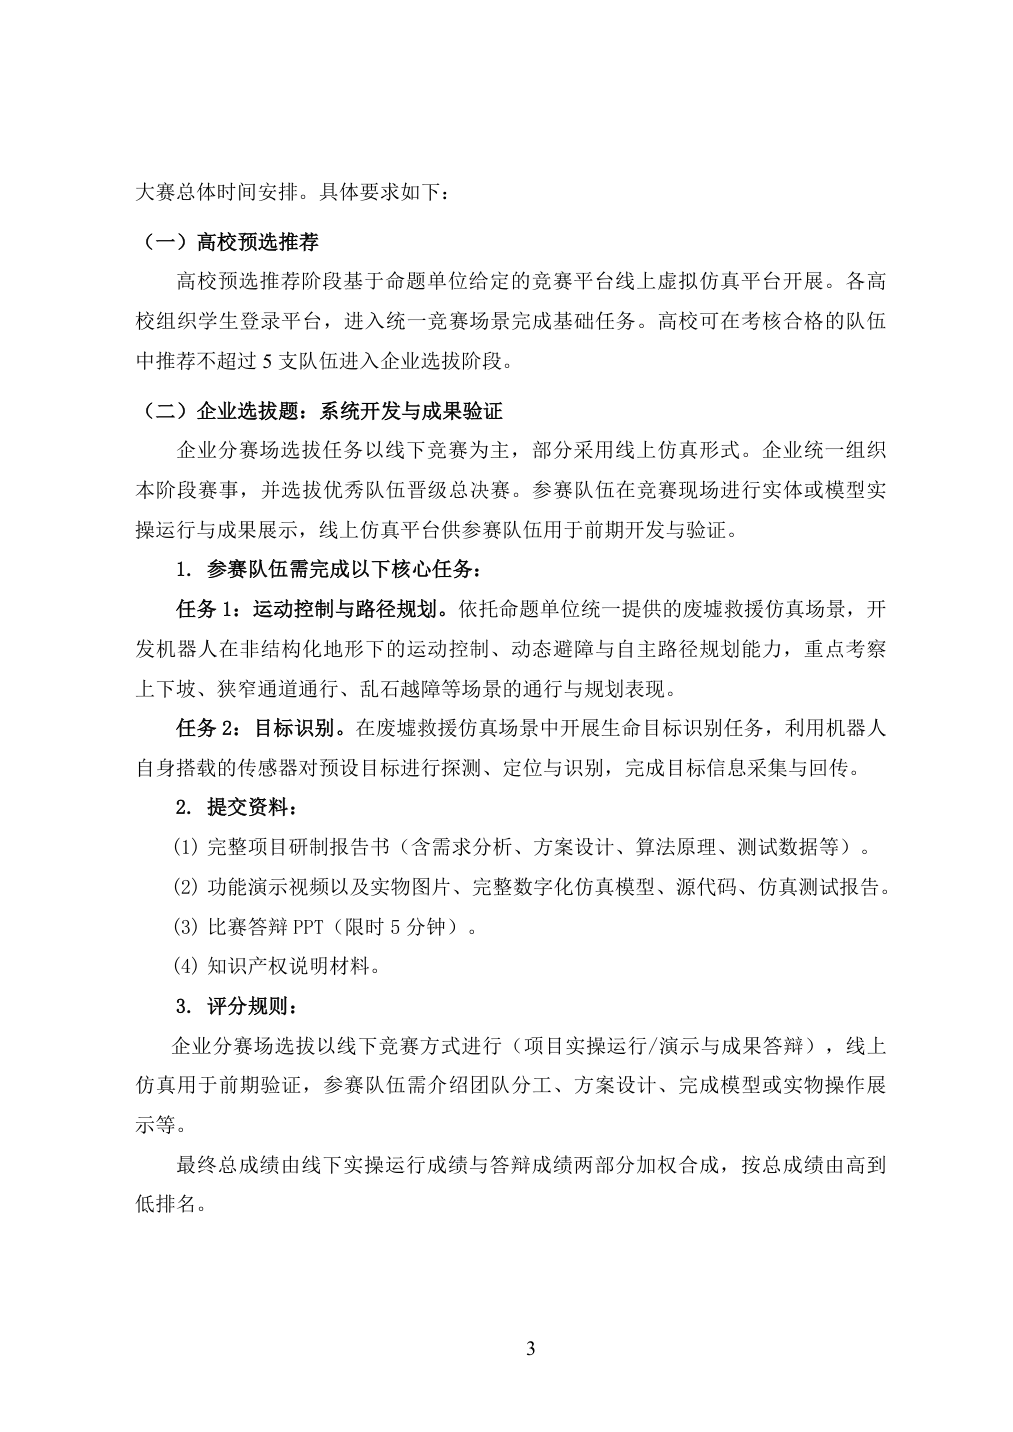 大赛总体时间安排。具体要求如下：
（一）高校预选推荐
高校预选推荐阶段基于命题单位给定的竞赛平台线上虚拟仿真平台开展。各高
校组织学生登录平台，进入统一竞赛场景完成基础任务。高校可在考核合格的队伍
中推荐不超过 5 支队伍进入企业选拔阶段。
（二）企业选拔题：系统开发与成果验证
企业分赛场选拔任务以线下竞赛为主，部分采用线上仿真形式。企业统一组织
本阶段赛事，并选拔优秀队伍晋级总决赛。参赛队伍在竞赛现场进行实体或模型实
操运行与成果展示，线上仿真平台供参赛队伍用于前期开发与验证。
1. 参赛队伍需完成以下核心任务：
任务 1：运动控制与路径规划。依托命题单位统一提供的废墟救援仿真场景，开
发机器人在非结构化地形下的运动控制、动态避障与自主路径规划能力，重点考察
上下坡、狭窄通道通行、乱石越障等场景的通行与规划表现。
任务 2：目标识别。在废墟救援仿真场景中开展生命目标识别任务，利用机器人
自身搭载的传感器对预设目标进行探测、定位与识别，完成目标信息采集与回传。
2. 提交资料：
(1) 完整项目研制报告书（含需求分析、方案设计、算法原理、测试数据等）。
(2) 功能演示视频以及实物图片、完整数字化仿真模型、源代码、仿真测试报告。
(3) 比赛答辩 PPT（限时 5 分钟）。
(4) 知识产权说明材料。
3. 评分规则：
企业分赛场选拔以线下竞赛方式进行（项目实操运行/演示与成果答辩），线上
仿真用于前期验证，参赛队伍需介绍团队分工、方案设计、完成模型或实物操作展
示等。
最终总成绩由线下实操运行成绩与答辩成绩两部分加权合成，按总成绩由高到
低排名。
3